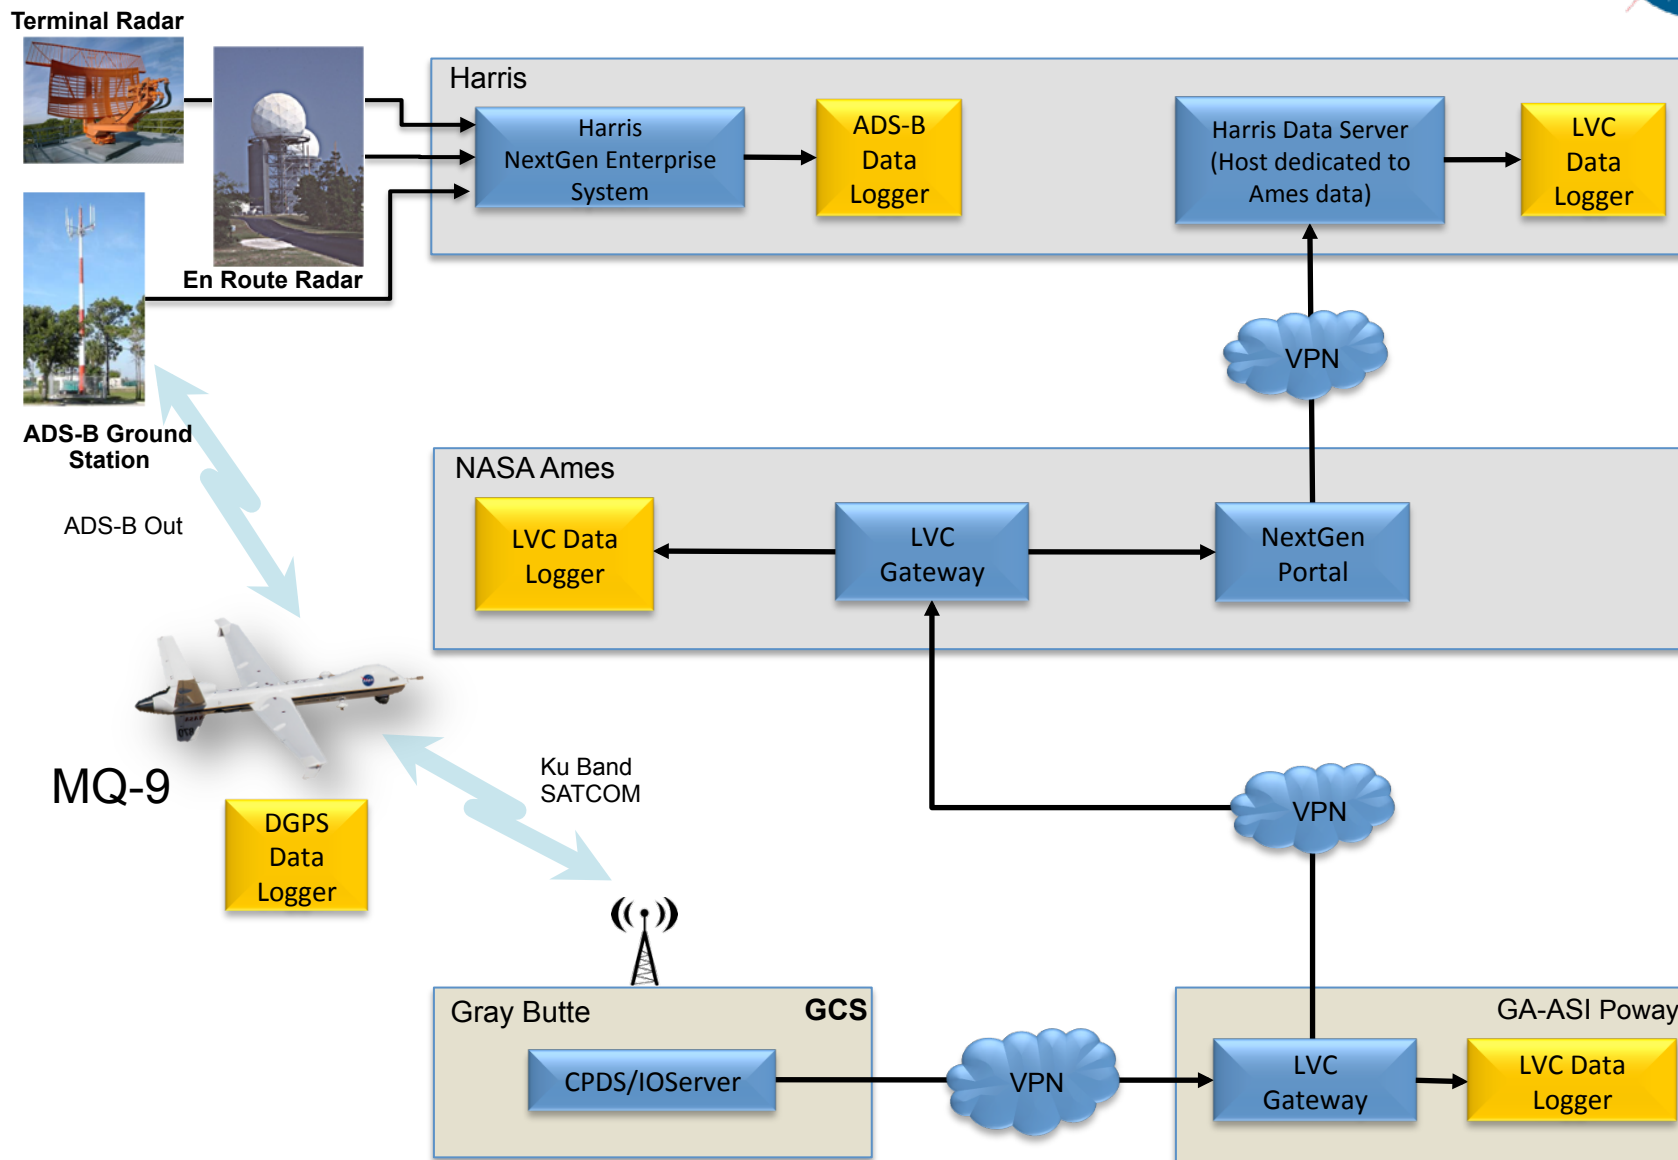 Terminal Radar
Harris
Harris
NextGen Enterprise
System
ADS-B
Data
Logger
Harris Data Server
(Host dedicated to
Ames data)
LVC
Data
Logger
En Route Radar
VPN
ADS-B Ground
Station
ADS-B Out
NASA Ames
LVC Data
Logger
LVC
Gateway
NextGen
Portal
MQ-9
Ku Band
SATCOM
DGPS
Data
Logger
VPN
Gray Butte
GCS
CPDS/IOServer
VPN
GA-ASI Poway
LVC
Gateway
LVC Data
Logger